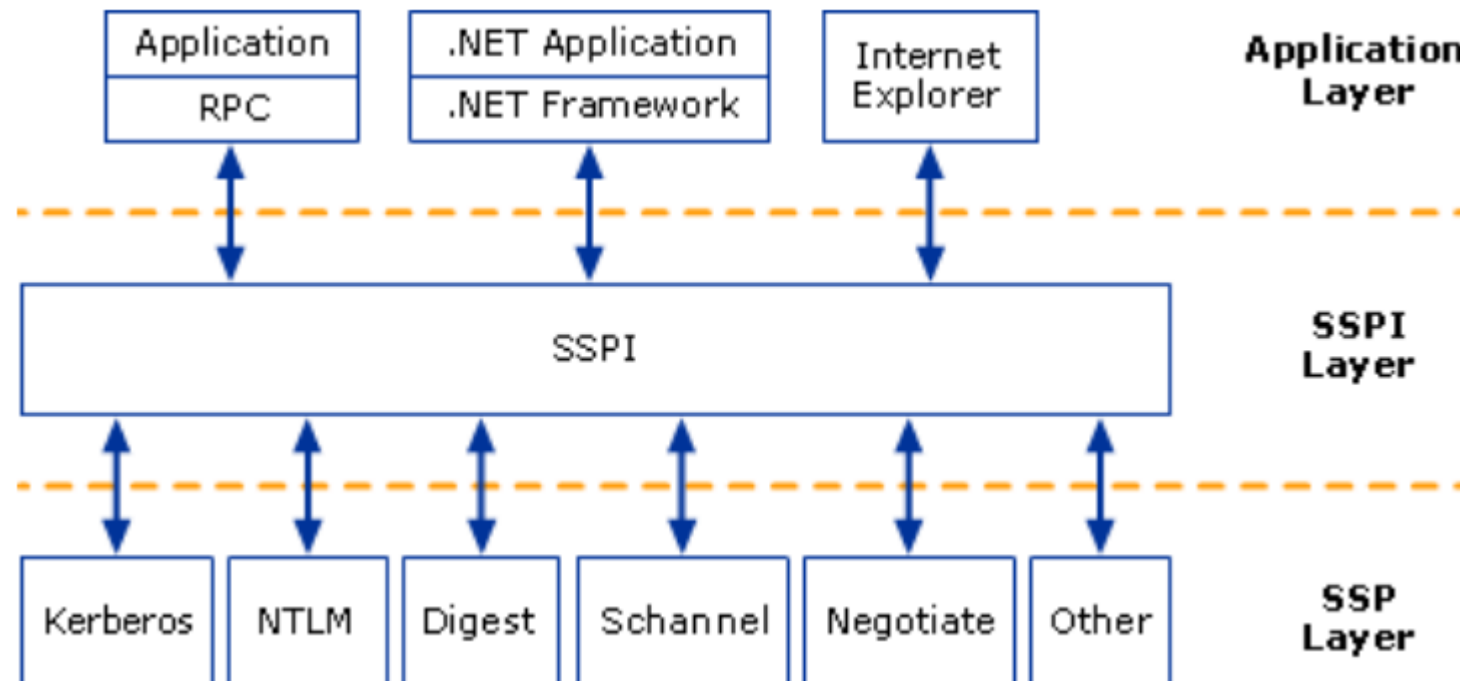 Application
RPC
.NET Application
.NET Framework
Internet
Explorer
Application
Layer
SSPI
SSPI
Layer
Kerberos
NTLM
Digest
Schannel
Negotiate
Other
SSP
Layer